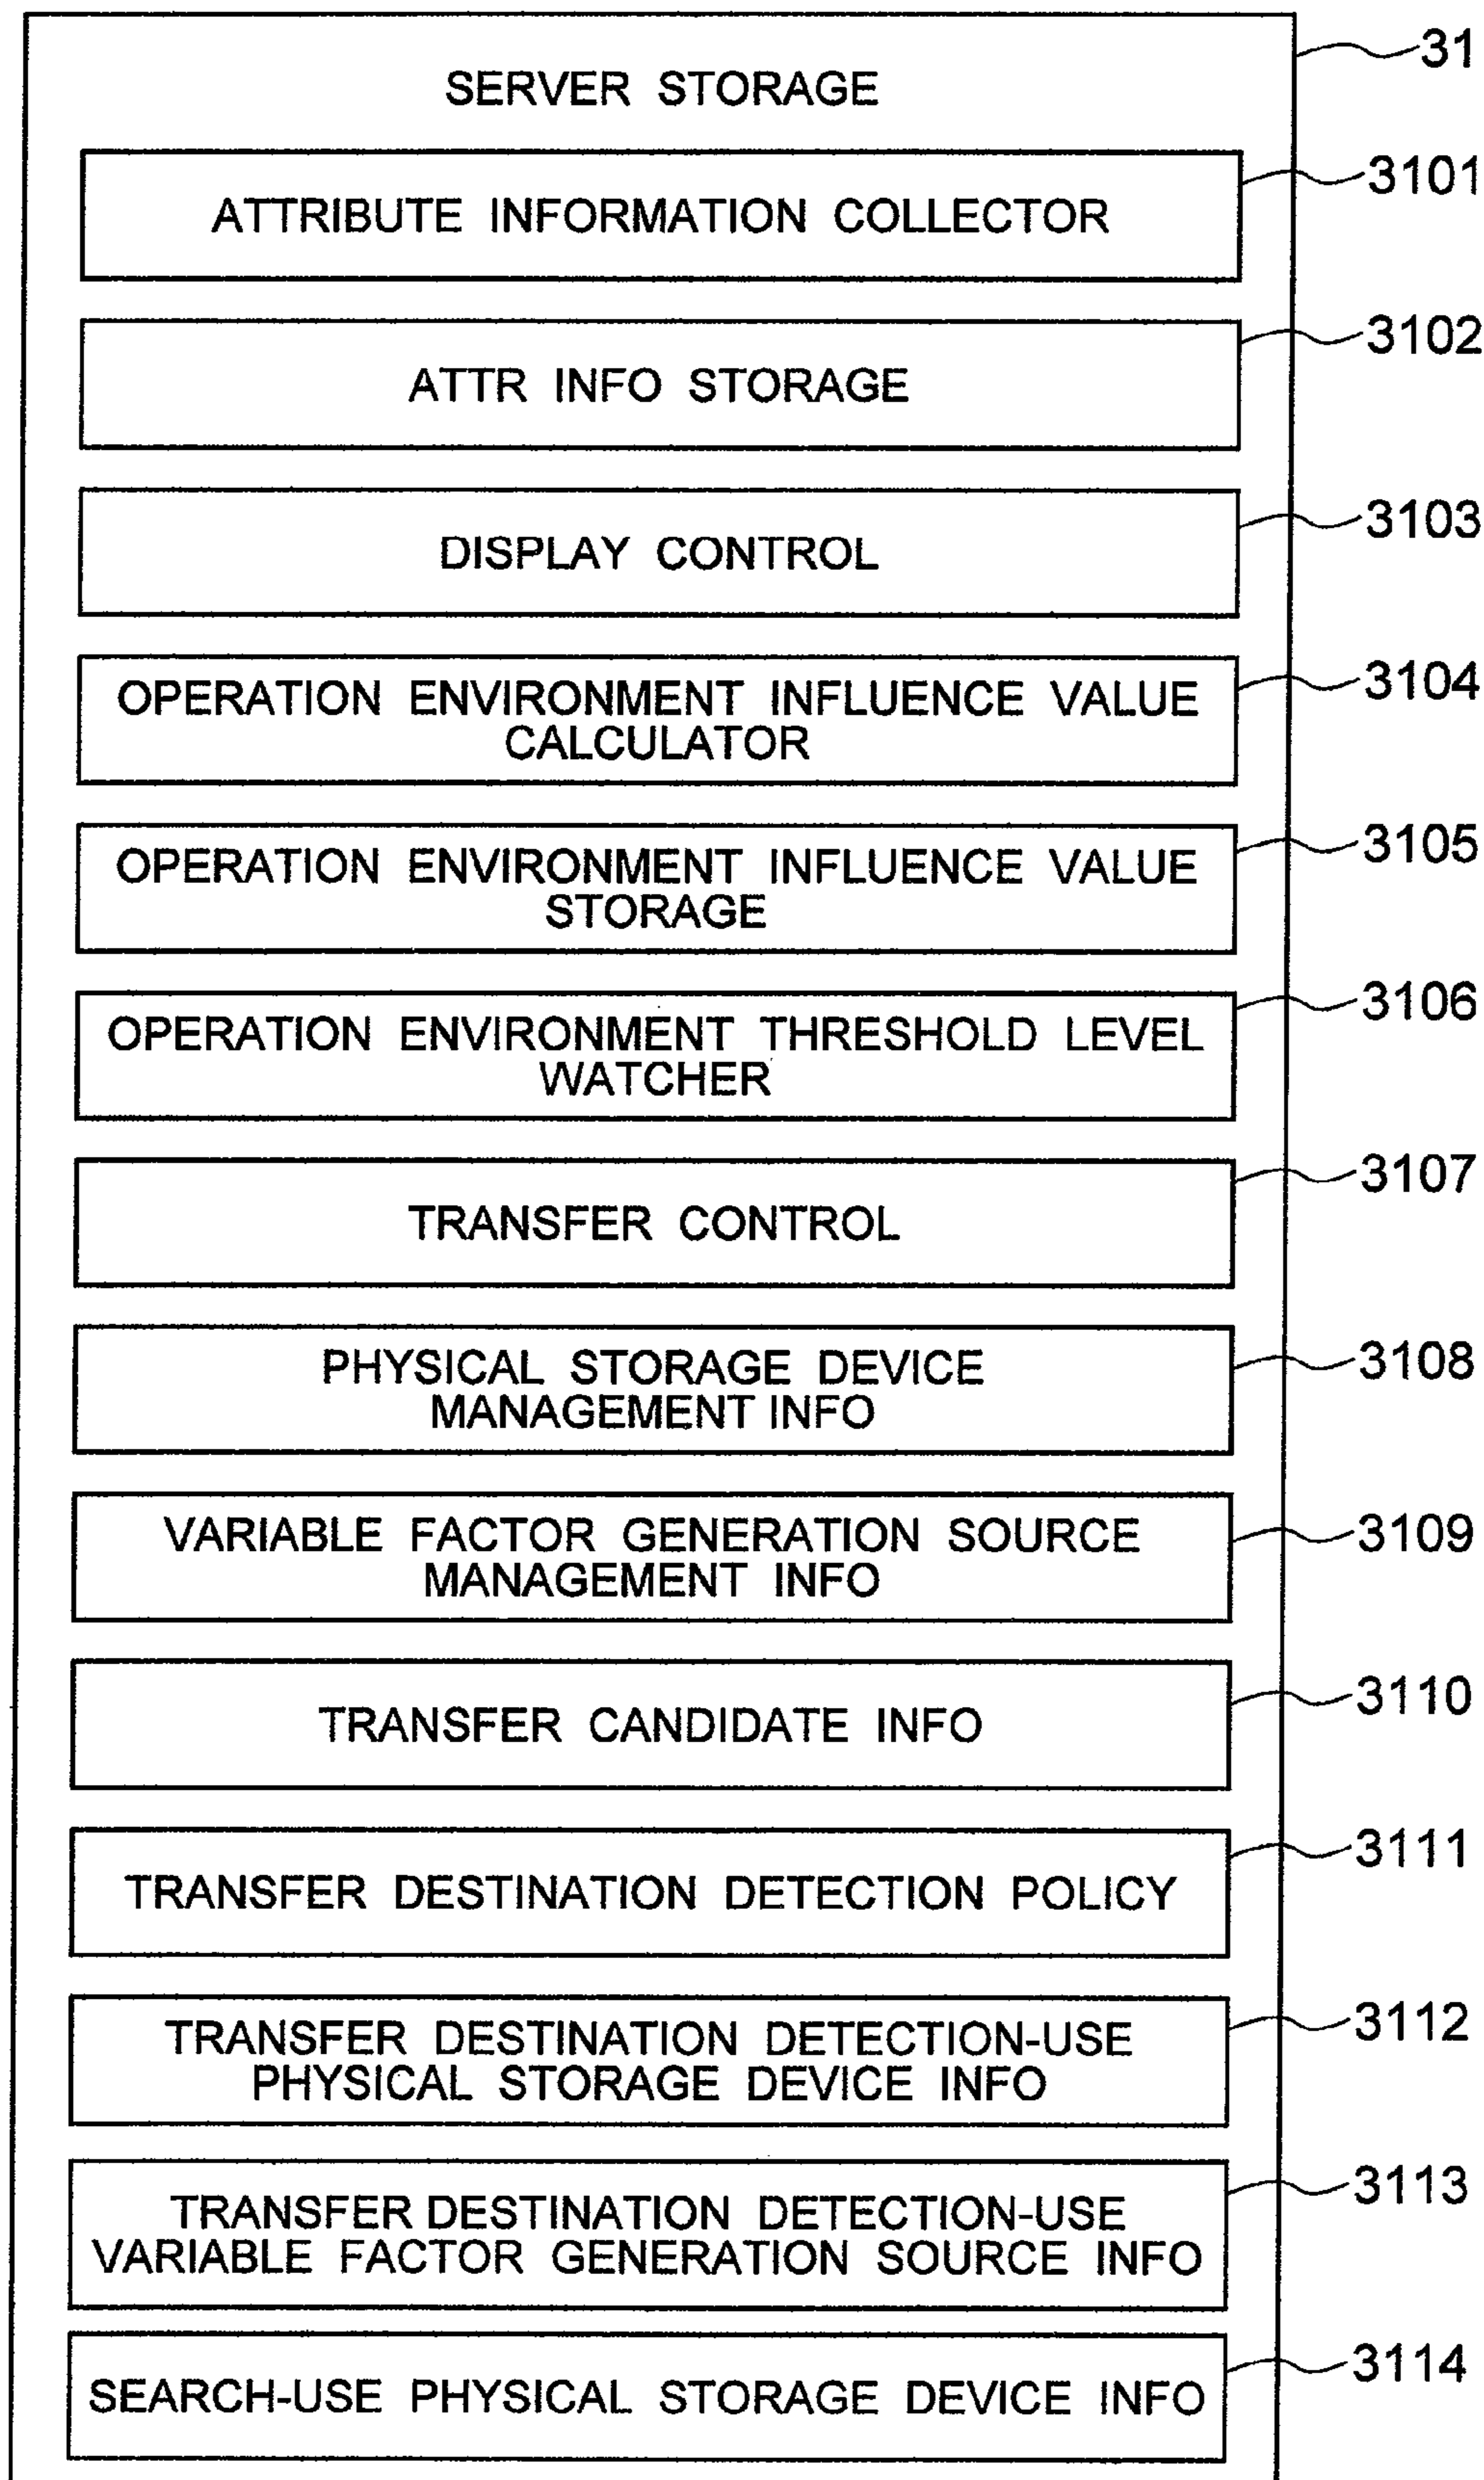 31
SERVER STORAGE
ATTRIBUTE INFORMATION COLLECTOR
3101
ATTR INFO STORAGE
3102
DISPLAY CONTROL
3103
OPERATION ENVIRONMENT INFLUENCE VALUE
CALCULATOR
3104
OPERATION ENVIRONMENT INFLUENCE VALUE
STORAGE
3105
OPERATION ENVIRONMENT THRESHOLD LEVEL
WATCHER
3106
TRANSFER CONTROL
3107
PHYSICAL STORAGE DEVICE
MANAGEMENT INFO
3108
VARIABLE FACTOR GENERATION SOURCE
MANAGEMENT INFO
3109
TRANSFER CANDIDATE INFO
3110
TRANSFER DESTINATION DETECTION POLICY
3111
TRANSFER DESTINATION DETECTION-USE
PHYSICAL STORAGE DEVICE INFO
3112
TRANSFER DESTINATION DETECTION-USE
VARIABLE FACTOR GENERATION SOURCE INFO
3113
SEARCH-USE PHYSICAL STORAGE DEVICE INFO
3114